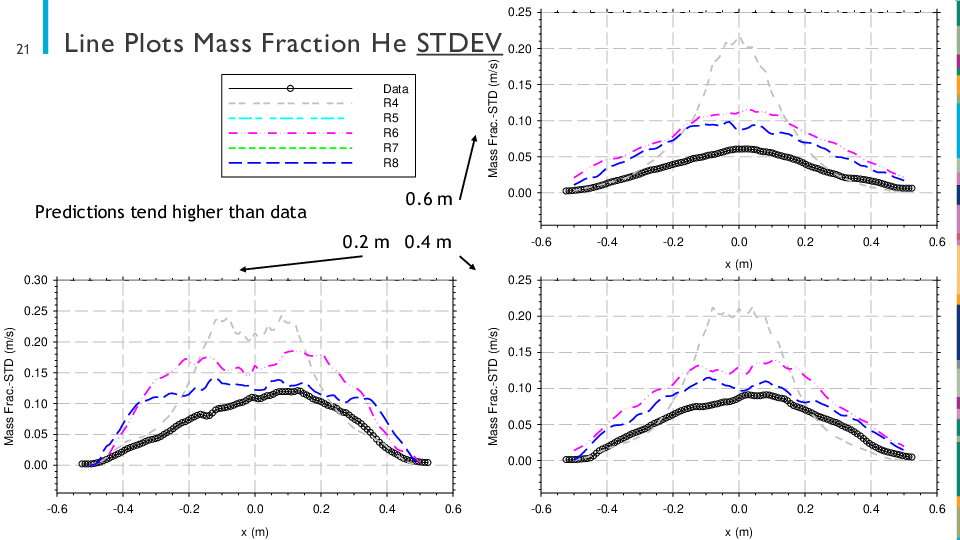 21
Line Plots Mass Fraction He STDEV
Data
R4
R5
R6
R7
R8
Predictions tend higher than data
0.6 m
0.2 m 0.4 m
Mass Frac.-STD (m/s)
0.25
0.20
0.15
0.10
0.05
0.00
-0.6 -0.4 -0.2 0.0 0.2 0.4 0.6
x (m)
Mass Frac.-STD (m/s)
0.30
0.25
0.20
0.15
0.10
0.05
0.00
-0.6 -0.4 -0.2 0.0 0.2 0.4 0.6
x (m)
Mass Frac.-STD (m/s)
0.25
0.20
0.15
0.10
0.05
0.00
-0.6 -0.4 -0.2 0.0 0.2 0.4 0.6
x (m)